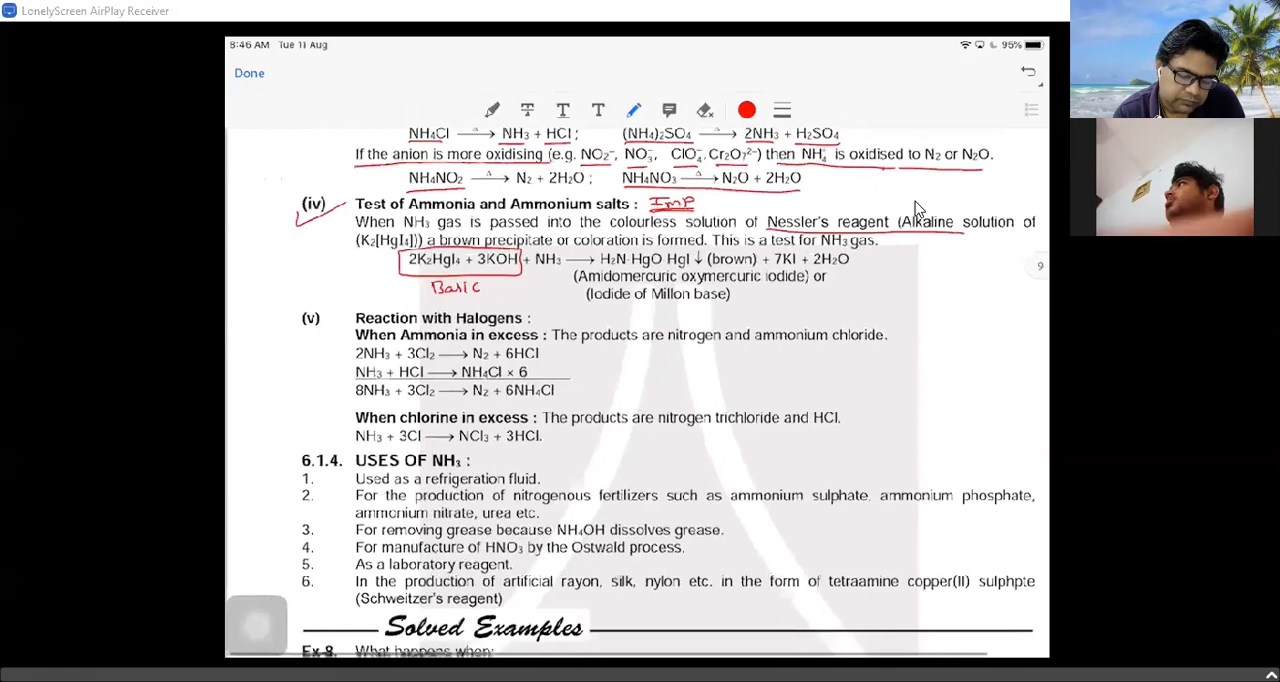 LonelyScreen AirPlay Receiver
8:46 AM Tue 11 Aug
95%
Done
NH₄Cl —Δ→ NH₃ + HCl ; (NH₄)₂SO₄ —Δ→ 2NH₃ + H₂SO₄
If the anion is more oxidising (e.g. NO₂⁻, NO₃⁻, ClO₄⁻, Cr₂O₇²⁻) then NH₄⁺ is oxidised to N₂ or N₂O.
NH₄NO₂ —Δ→ N₂ + 2H₂O ; NH₄NO₃ —Δ→ N₂O + 2H₂O
(iv) Test of Ammonia and Ammonium salts : IMP
When NH₃ gas is passed into the colourless solution of Nessler's reagent (Alkaline solution of
(K₂[HgI₄])) a brown precipitate or coloration is formed. This is a test for NH₃ gas.
2K₂HgI₄ + 3KOH + NH₃ ⟶ H₂N·HgO·HgI ↓ (brown) + 7KI + 2H₂O
Basic
(Amidomercuric oxymercuric iodide) or
(Iodide of Millon base)
9
(v) Reaction with Halogens :
When Ammonia in excess : The products are nitrogen and ammonium chloride.
2NH₃ + 3Cl₂ ⟶ N₂ + 6HCl
NH₃ + HCl ⟶ NH₄Cl × 6
8NH₃ + 3Cl₂ ⟶ N₂ + 6NH₄Cl
When chlorine in excess : The products are nitrogen trichloride and HCl.
NH₃ + 3Cl ⟶ NCl₃ + 3HCl.
6.1.4. USES OF NH₃ :
1. Used as a refrigeration fluid.
2. For the production of nitrogenous fertilizers such as ammonium sulphate, ammonium phosphate,
ammonium nitrate, urea etc.
3. For removing grease because NH₄OH dissolves grease.
4. For manufacture of HNO₃ by the Ostwald process.
5. As a laboratory reagent.
6. In the production of artificial rayon, silk, nylon etc. in the form of tetraamine copper(II) sulphpte
(Schweitzer's reagent)
Solved Examples
Ex 8. What happens when: